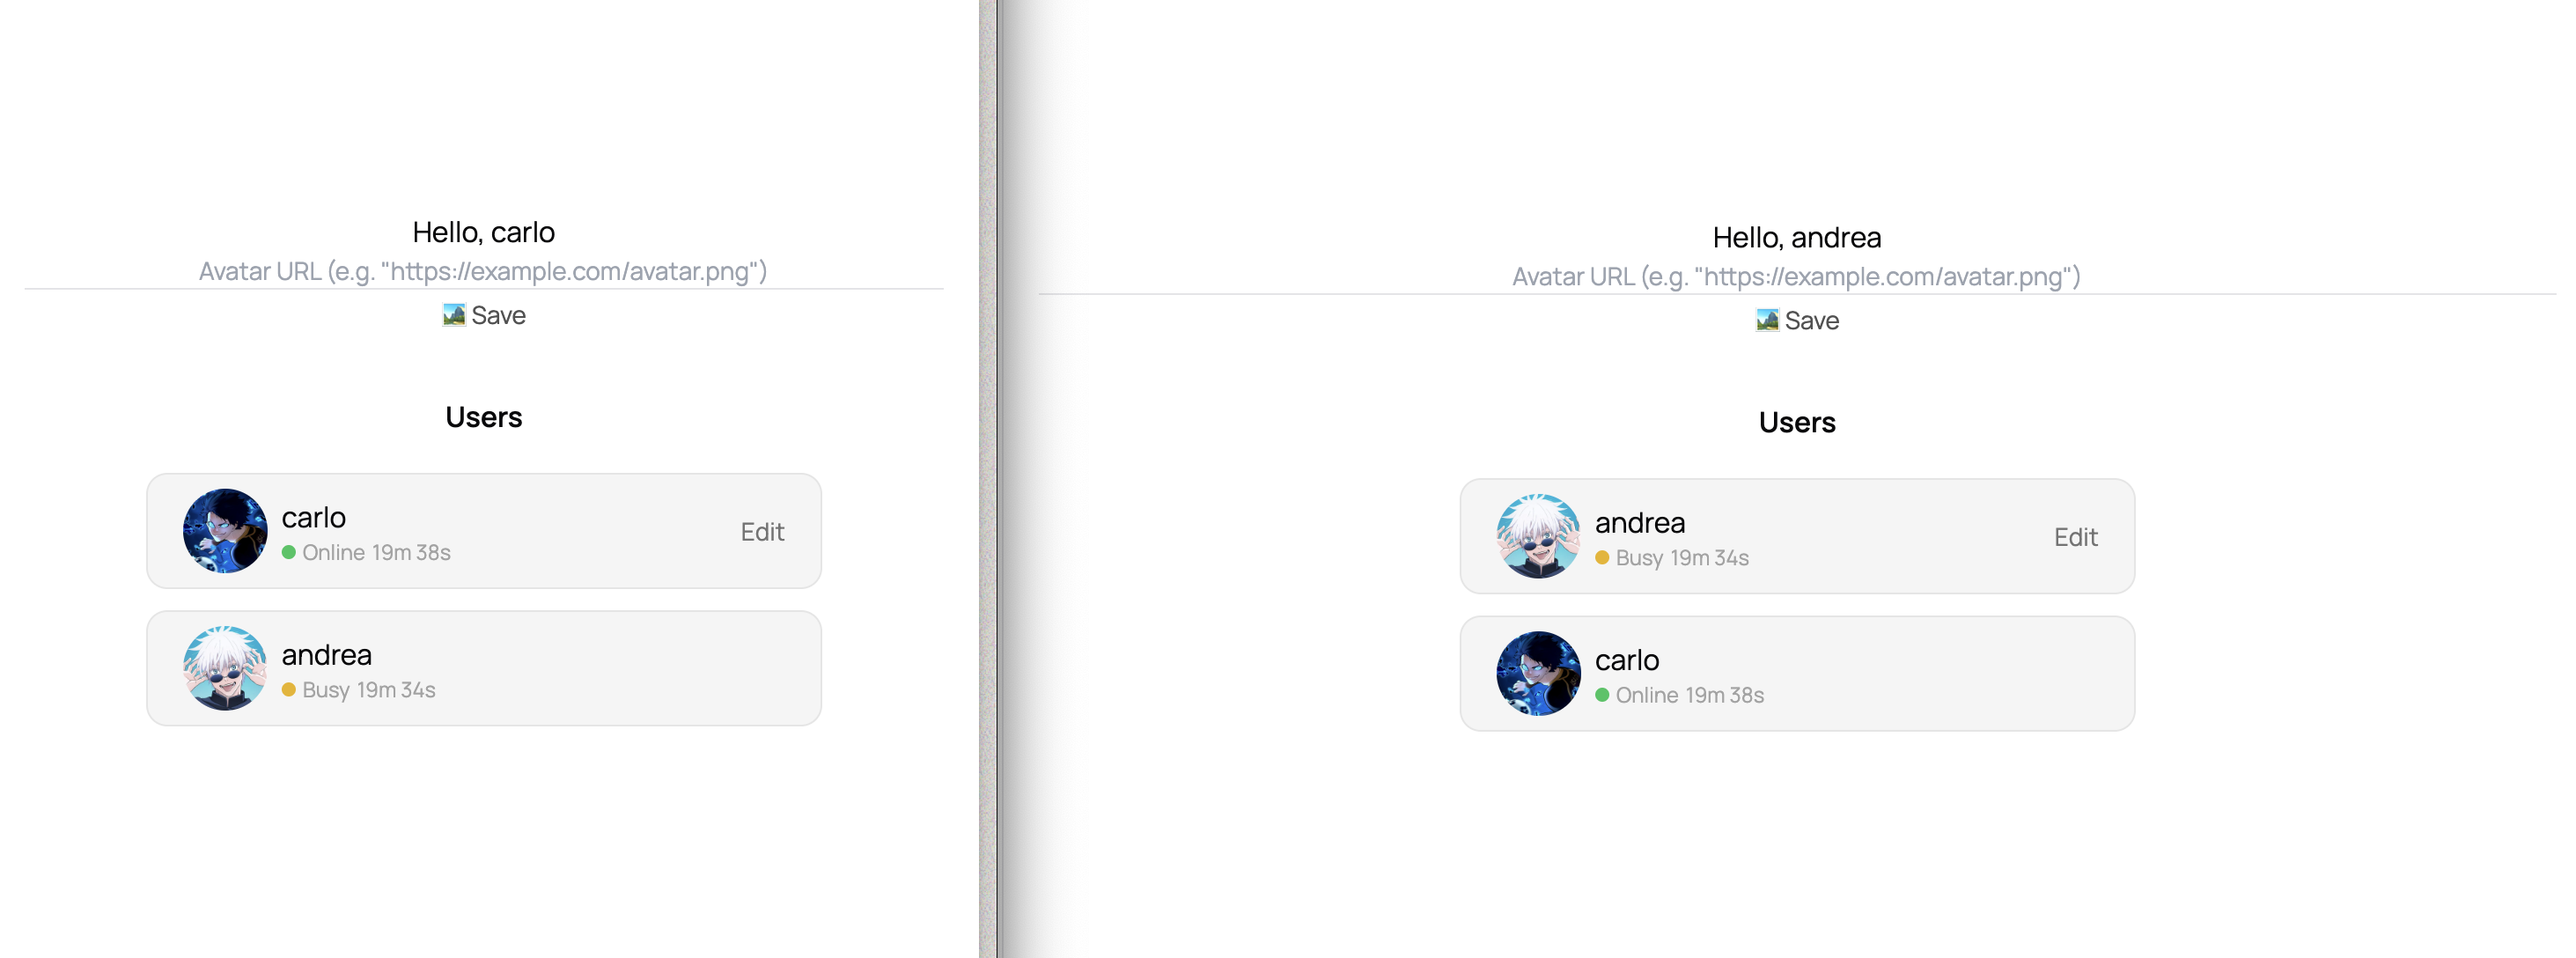 Hello, carlo
Avatar URL (e.g. "https://example.com/avatar.png")
Save
Users
carlo
Online 19m 38s
Edit
andrea
Busy 19m 34s
Hello, andrea
Avatar URL (e.g. "https://example.com/avatar.png")
Save
Users
andrea
Busy 19m 34s
Edit
carlo
Online 19m 38s